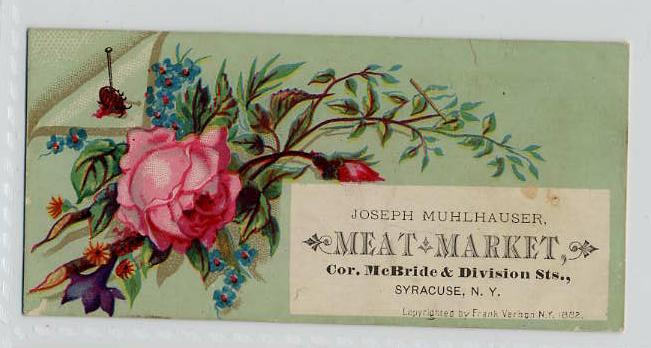 JOSEPH MUHLHAUSER,
MEAT MARKET,
Cor. McBride & Division Sts.,
SYRACUSE, N. Y.
Copyrighted by Frank Vernon N.Y. 1882.